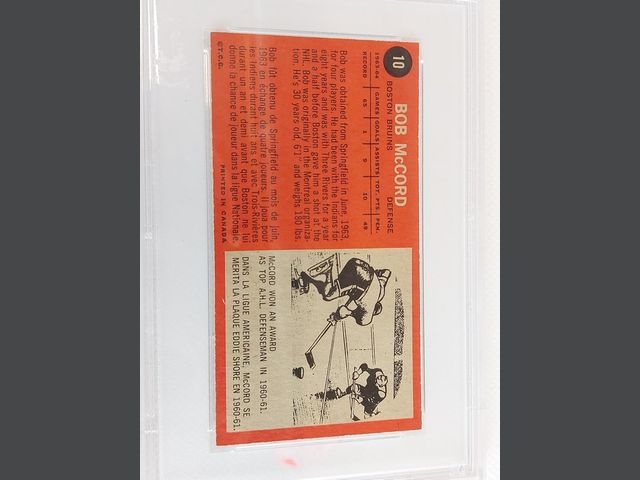 10
BOB McCORD
BOSTON BRUINS DEFENSE
1963-64 GAMES GOALS ASSISTS TOT. PTS. PEN.
RECORD 65 1 9 10 49
Bob was obtained from Springfield in June, 1963,
for four players. He had been with the Indians for
eight years and was with Three Rivers for a year
and a half before Boston gave him a shot at the
NHL. Bob was originally in the Montreal organiza-
tion. He's 30 years old, 6'1" and weighs 180 lbs.
Bob fût obtenu de Springfield au mois de juin,
1963 en échange de quatre joueurs. Il joua pour
les Indiens durant huit ans et avec Trois-Rivières
durant un an et demi avant que Boston ne lui
donne la chance de joueur dans la ligue Nationale.
©T.C.G. PRINTED IN CANADA
McCORD WON AN AWARD
AS TOP A.H.L. DEFENSEMAN IN 1960-61.
DANS LA LIGUE AMERICAINE, McCORD SE
MERITA LA PLAQUE EDDIE SHORE EN 1960-61.